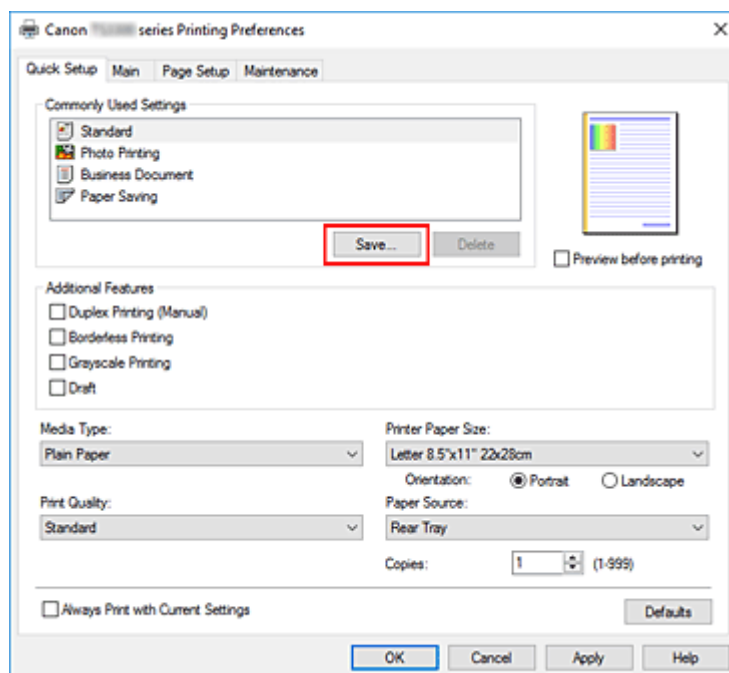 Canon series Printing Preferences
Quick Setup Main Page Setup Maintenance
Commonly Used Settings
Standard
Photo Printing
Business Document
Paper Saving
Save... Delete
Preview before printing
Additional Features
Duplex Printing (Manual)
Borderless Printing
Grayscale Printing
Draft
Media Type: Printer Paper Size:
Plain Paper Letter 8.5"x11" 22x28cm
Orientation: Portrait Landscape
Print Quality: Paper Source:
Standard Rear Tray
Copies: 1 (1-999)
Always Print with Current Settings Defaults
OK Cancel Apply Help